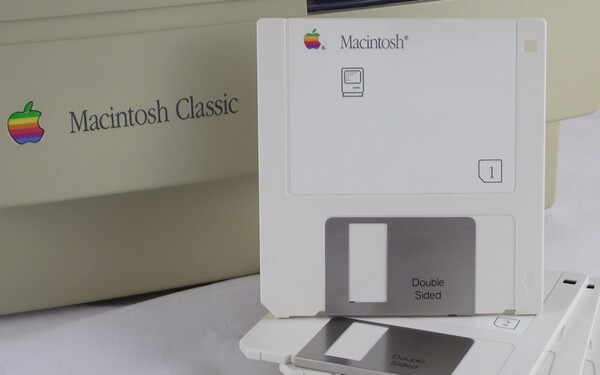 Macintosh Classic
Macintosh®
1
Double
Sided
2
Double
Sided